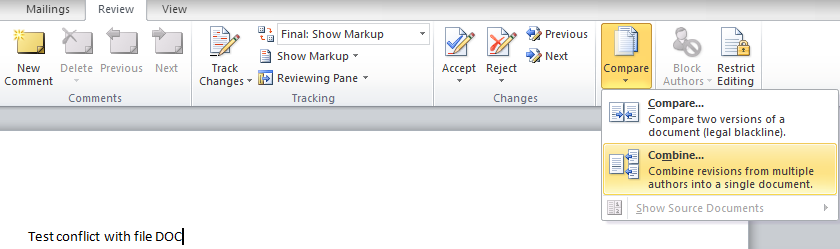 Mailings Review View
New Comment
Delete
Previous
Next
Comments
Track Changes
Final: Show Markup
Show Markup
Reviewing Pane
Tracking
Accept
Reject
Previous
Next
Changes
Compare
Block Authors
Restrict Editing
Compare...
Compare two versions of a
document (legal blackline).
Combine...
Combine revisions from multiple
authors into a single document.
Show Source Documents
Test conflict with file DOC